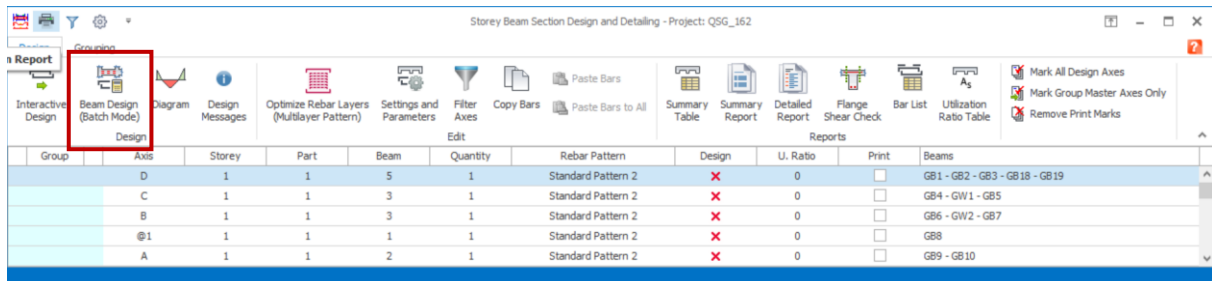 Storey Beam Section Design and Detailing - Project: QSG_162
Design Grouping
n Report
Interactive Design
Beam Design (Batch Mode)
Diagram
Design Messages
Design
Optimize Rebar Layers (Multilayer Pattern)
Settings and Parameters
Filter Axes
Copy Bars
Paste Bars
Paste Bars to All
Edit
Summary Table
Summary Report
Detailed Report
Flange Shear Check
Bar List
Utilization Ratio Table
Reports
Mark All Design Axes
Mark Group Master Axes Only
Remove Print Marks
Group Axis Storey Part Beam Quantity Rebar Pattern Design U. Ratio Print Beams
D 1 1 5 1 Standard Pattern 2 0 GB1 - GB2 - GB3 - GB18 - GB19
C 1 1 3 1 Standard Pattern 2 0 GB4 - GW1 - GB5
B 1 1 3 1 Standard Pattern 2 0 GB6 - GW2 - GB7
@1 1 1 1 1 Standard Pattern 2 0 GB8
A 1 1 2 1 Standard Pattern 2 0 GB9 - GB10